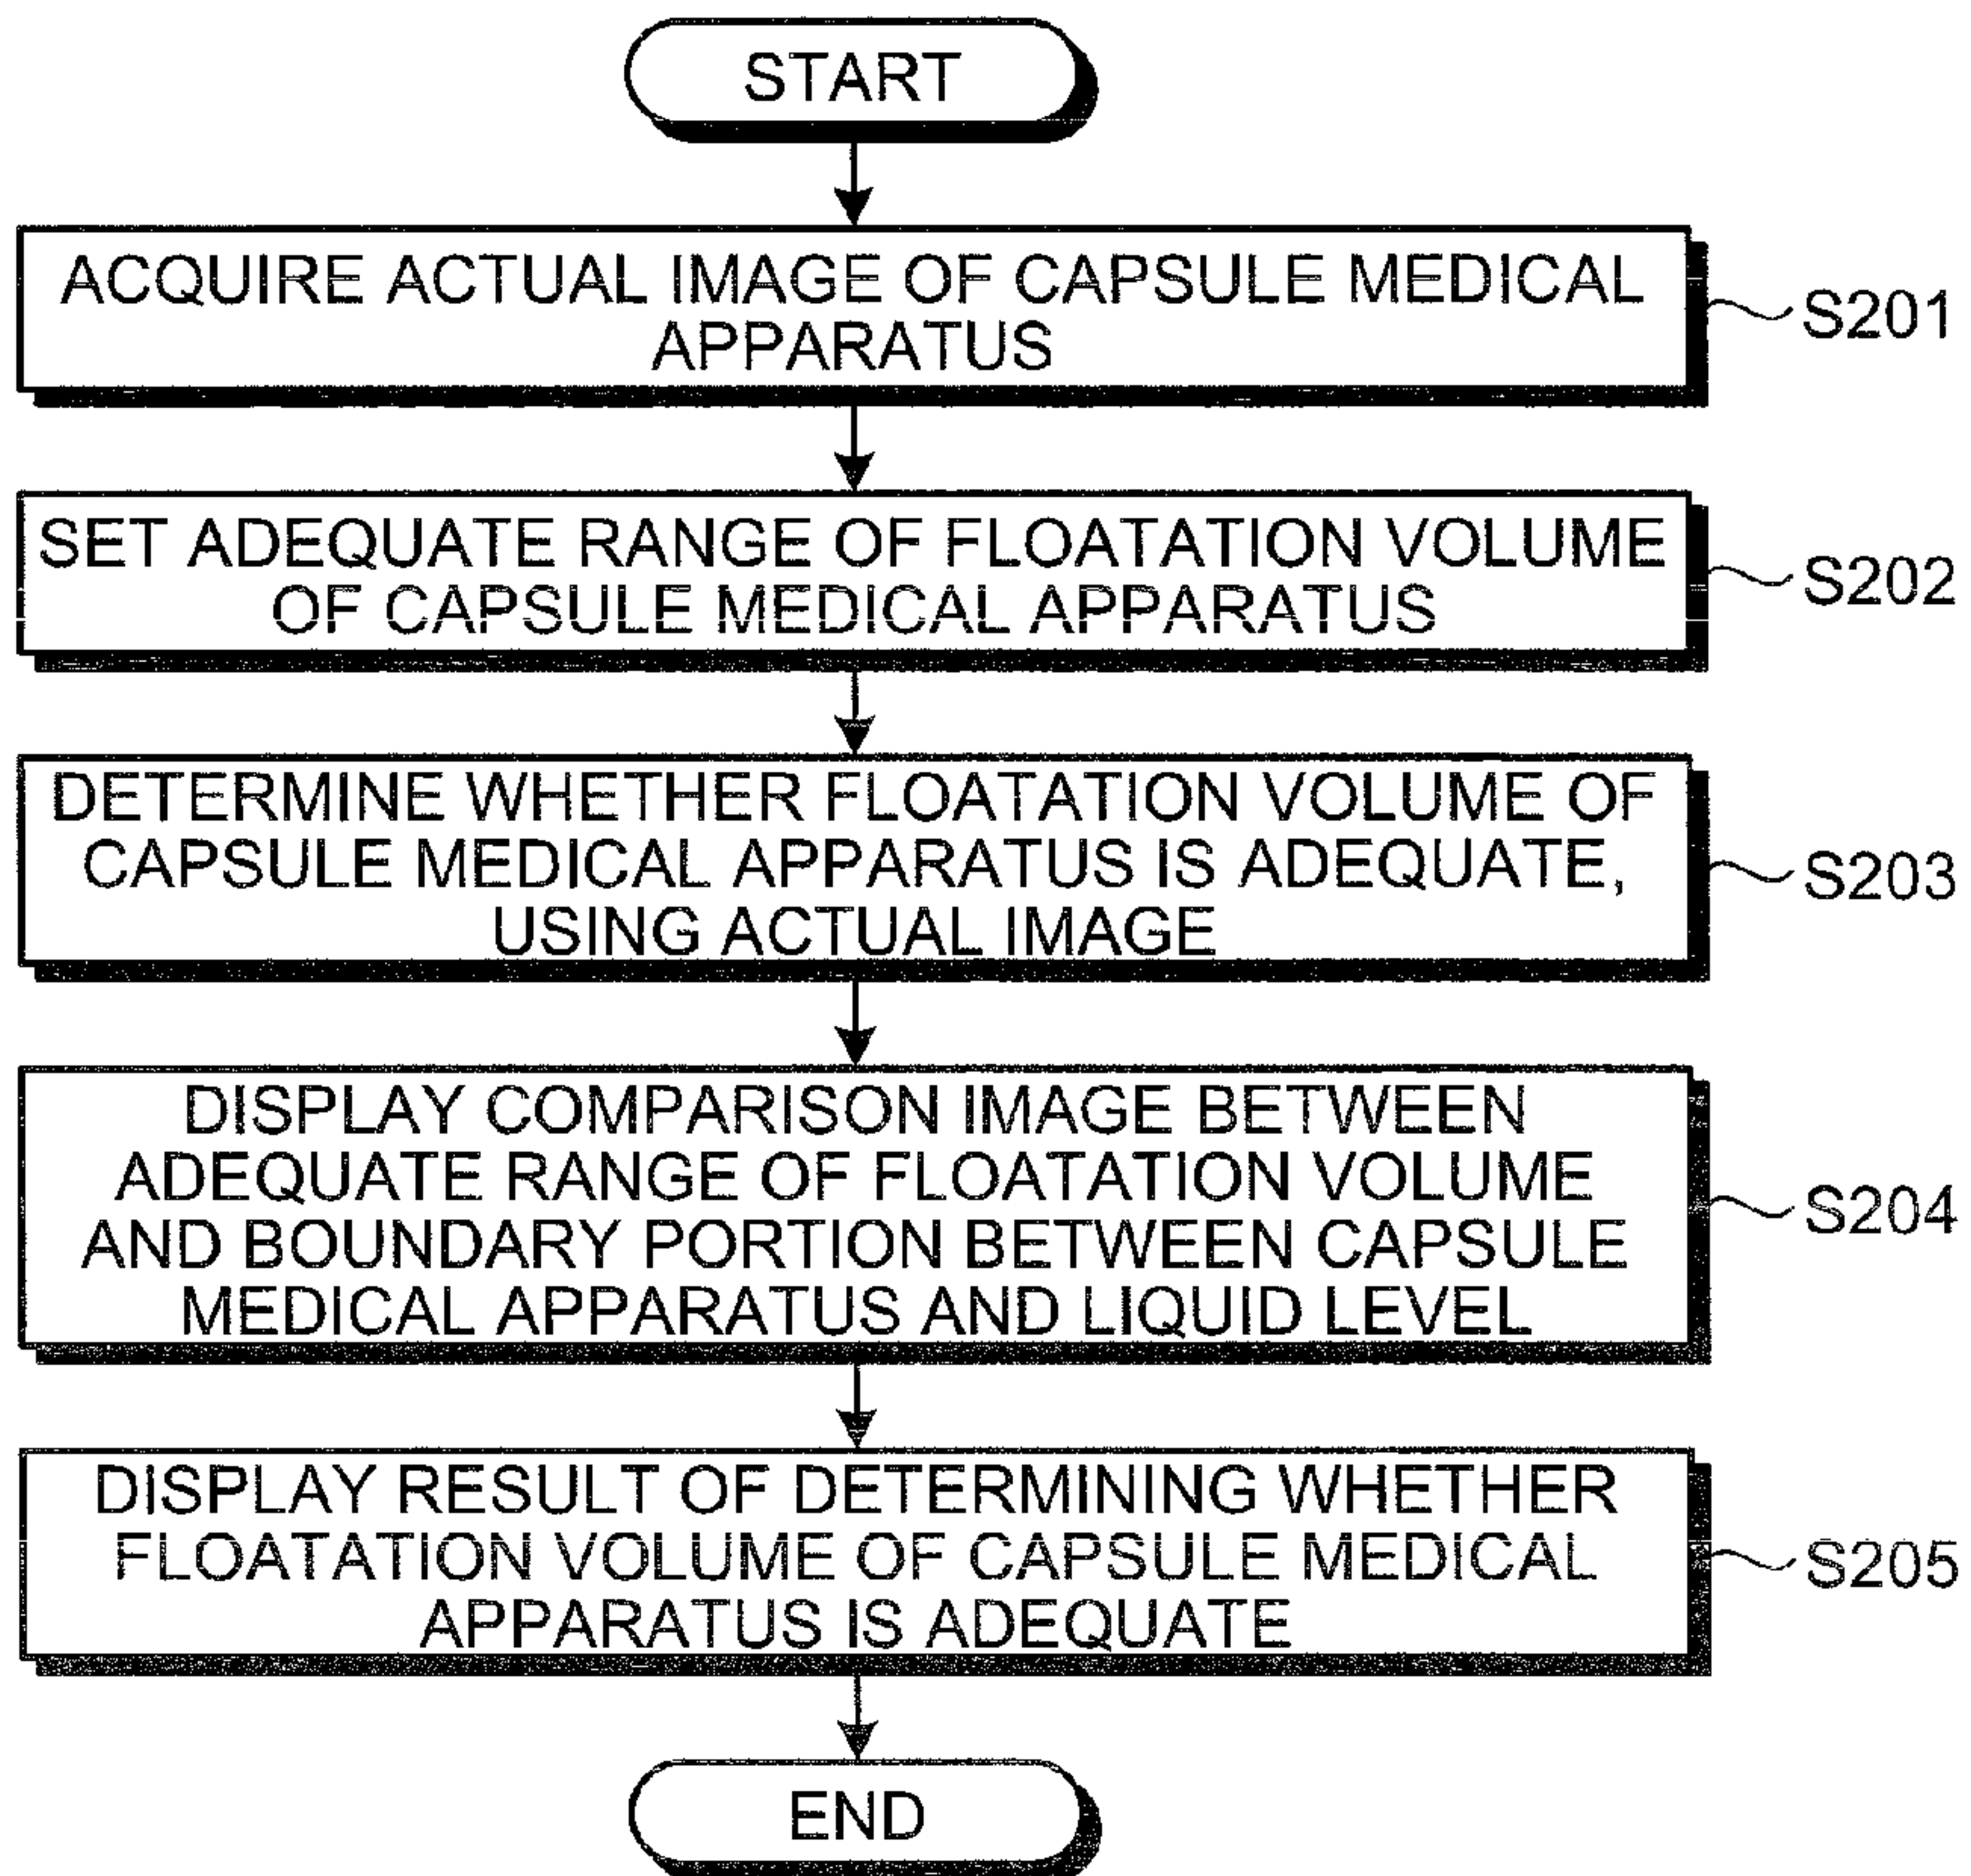 START
ACQUIRE ACTUAL IMAGE OF CAPSULE MEDICAL
APPARATUS
S201
SET ADEQUATE RANGE OF FLOATATION VOLUME
OF CAPSULE MEDICAL APPARATUS
S202
DETERMINE WHETHER FLOATATION VOLUME OF
CAPSULE MEDICAL APPARATUS IS ADEQUATE,
USING ACTUAL IMAGE
S203
DISPLAY COMPARISON IMAGE BETWEEN
ADEQUATE RANGE OF FLOATATION VOLUME
AND BOUNDARY PORTION BETWEEN CAPSULE
MEDICAL APPARATUS AND LIQUID LEVEL
S204
DISPLAY RESULT OF DETERMINING WHETHER
FLOATATION VOLUME OF CAPSULE MEDICAL
APPARATUS IS ADEQUATE
S205
END